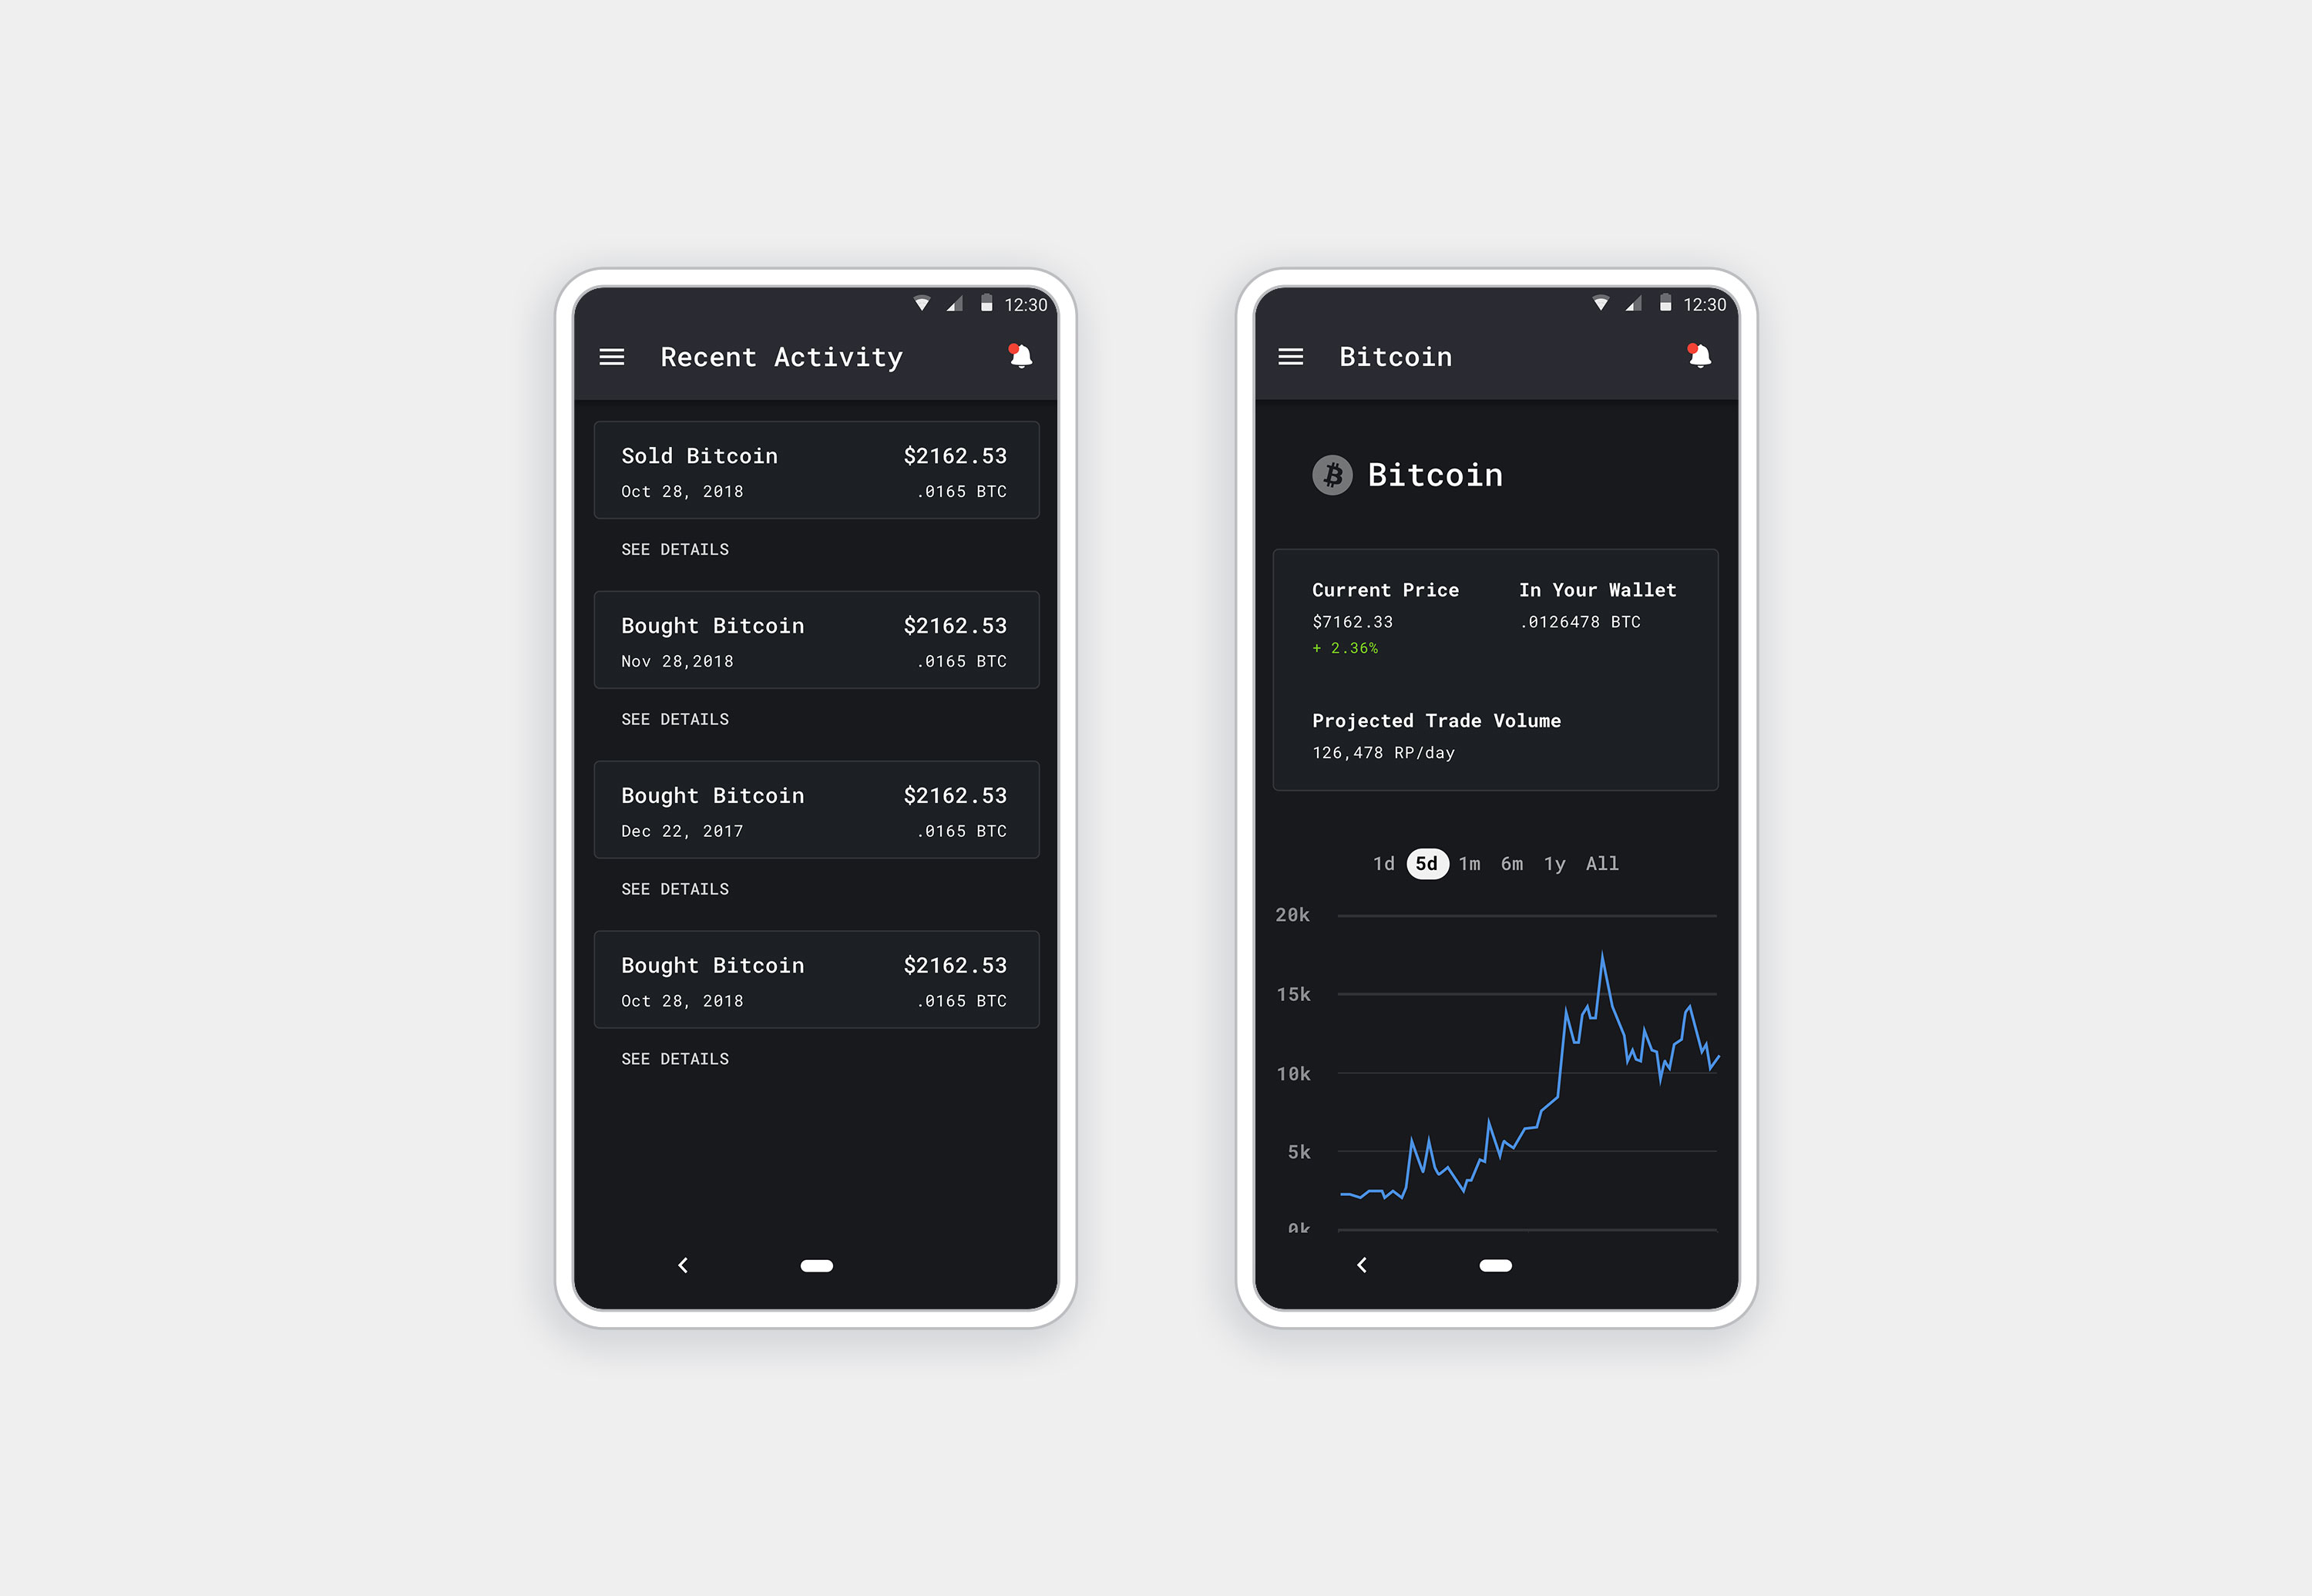 12:30
Recent Activity
Sold Bitcoin $2162.53
Oct 28, 2018 .0165 BTC
SEE DETAILS
Bought Bitcoin $2162.53
Nov 28,2018 .0165 BTC
SEE DETAILS
Bought Bitcoin $2162.53
Dec 22, 2017 .0165 BTC
SEE DETAILS
Bought Bitcoin $2162.53
Oct 28, 2018 .0165 BTC
SEE DETAILS
12:30
Bitcoin
Bitcoin
Current Price In Your Wallet
$7162.33 .0126478 BTC
+ 2.36%
Projected Trade Volume
126,478 RP/day
1d 5d 1m 6m 1y All
20k
15k
10k
5k
0k